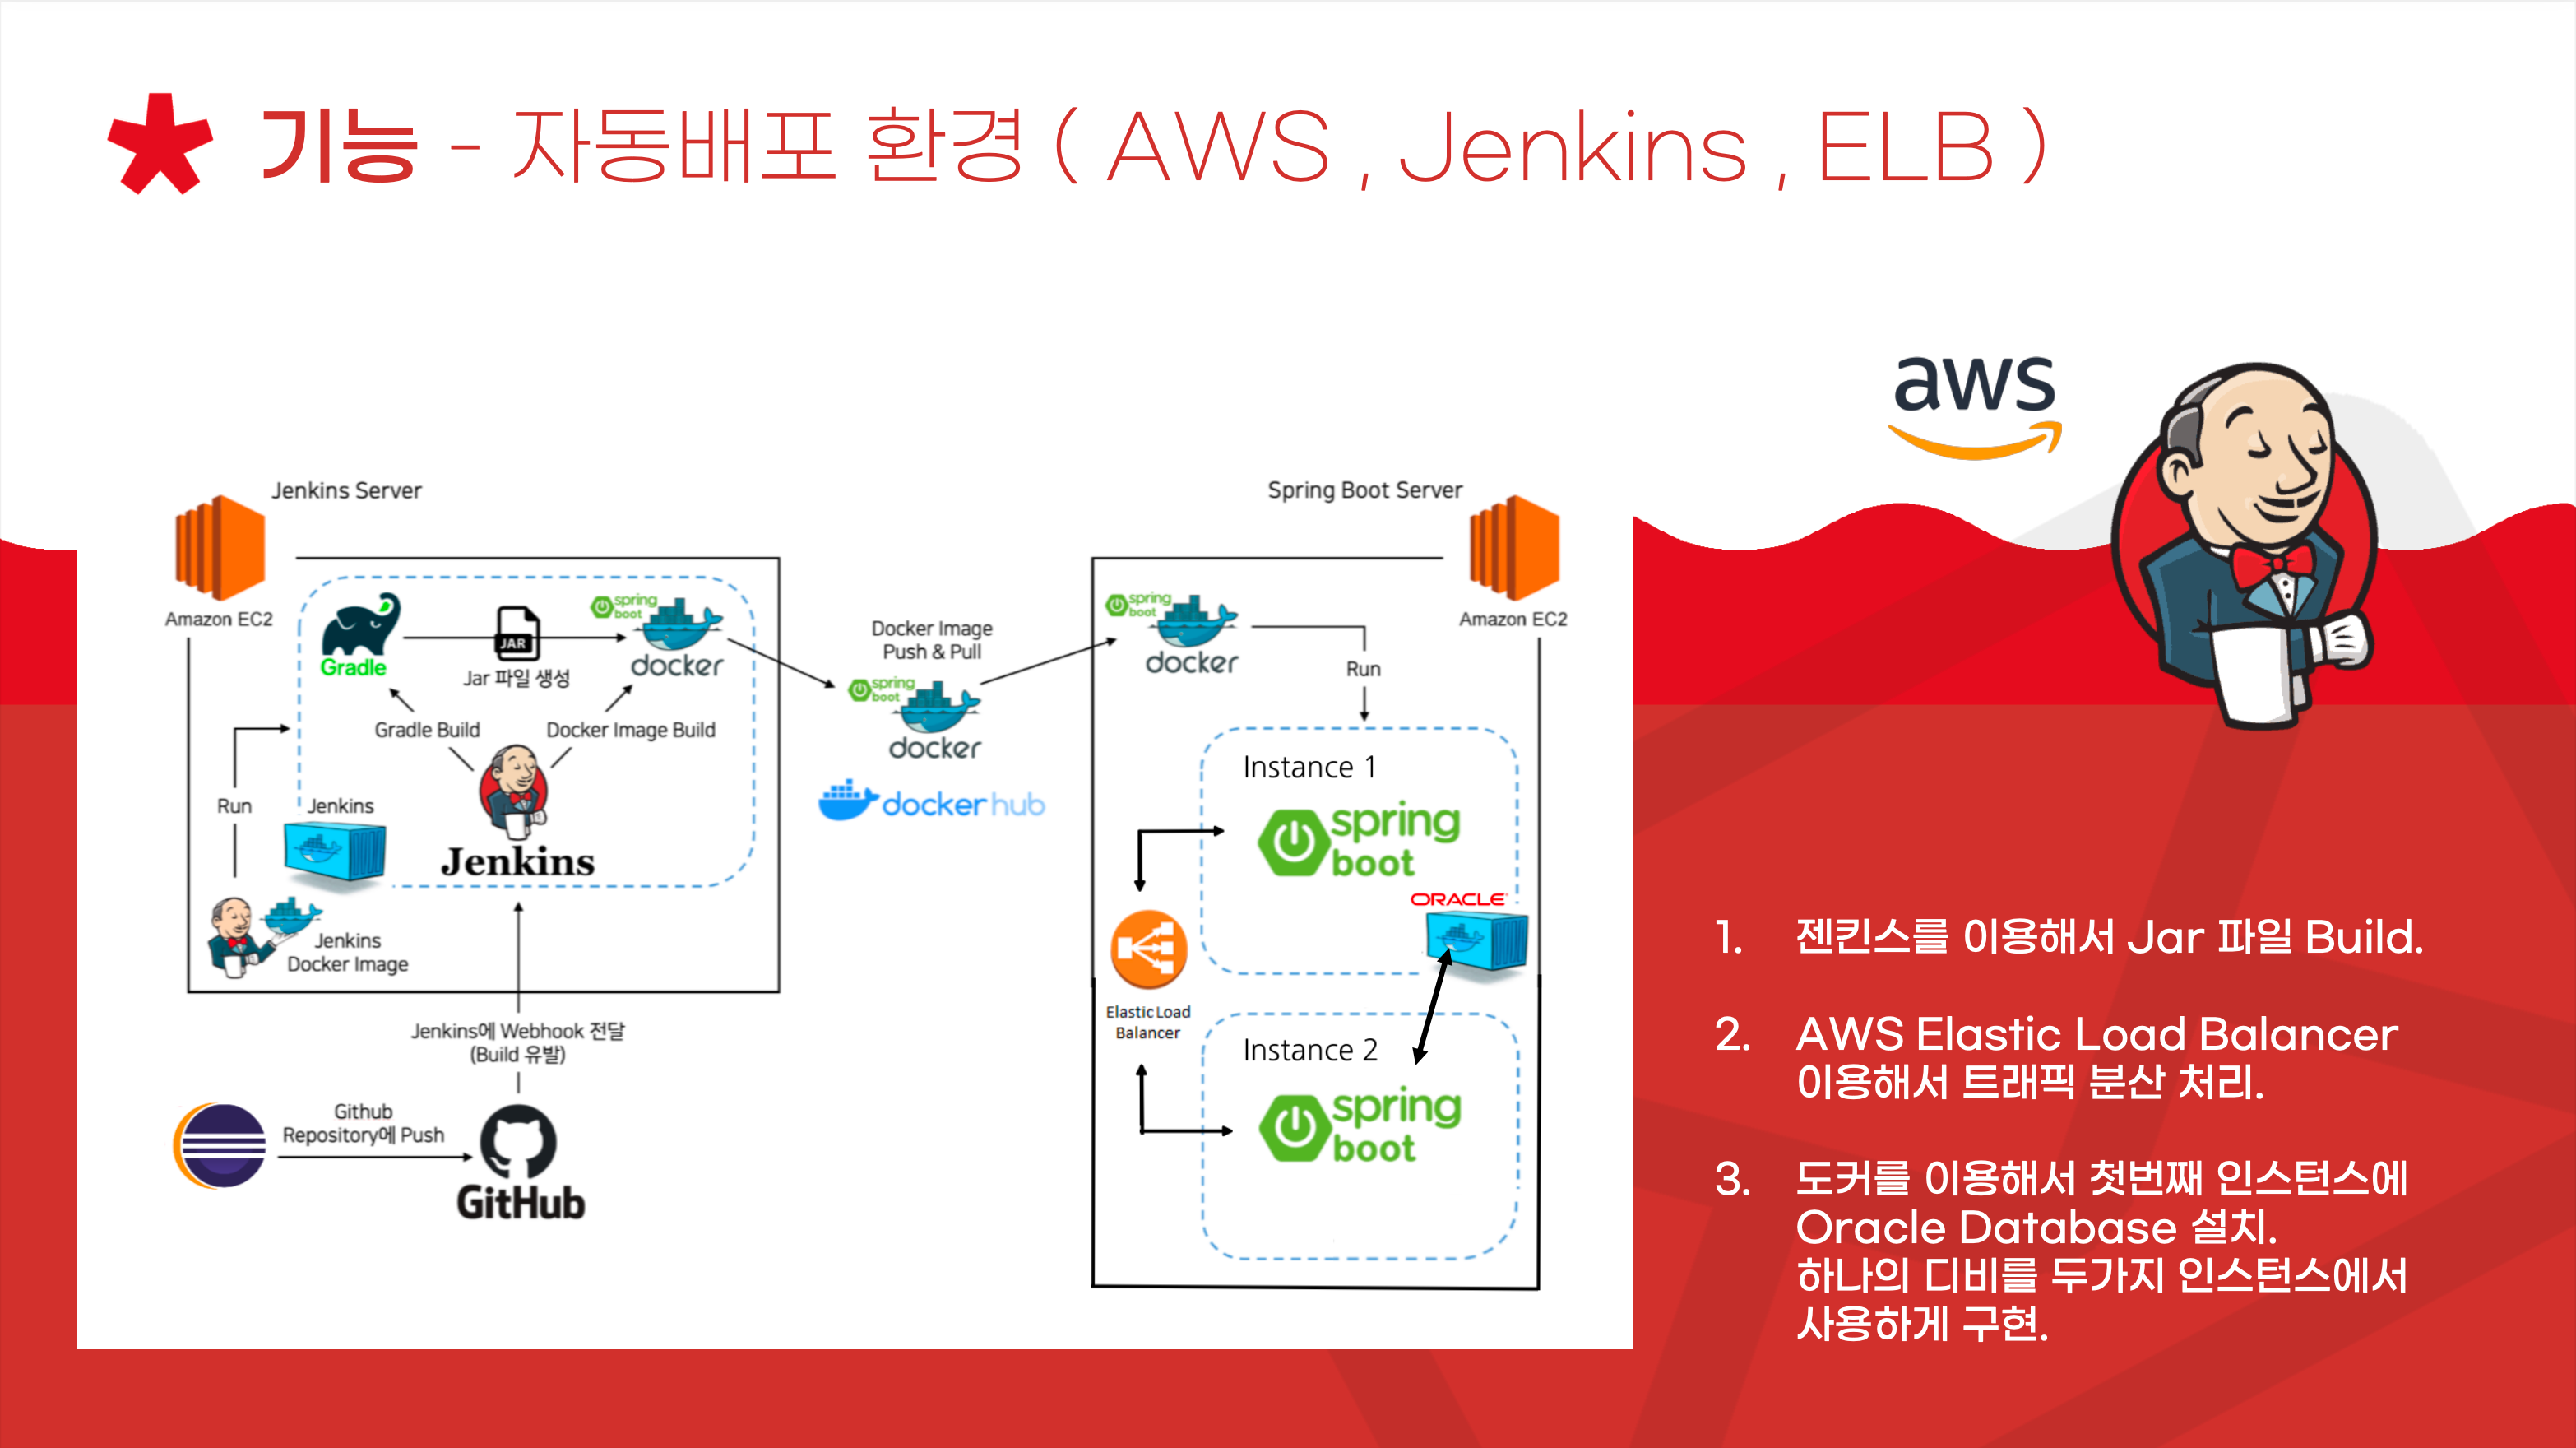 기능 - 자동배포 환경 ( AWS , Jenkins , ELB )
aws
Jenkins Server
Amazon EC2
Gradle
JAR
Jar 파일 생성
spring
boot
docker
Gradle Build
Docker Image Build
Run
Jenkins
Jenkins
Jenkins
Docker Image
Jenkins에 Webhook 전달
(Build 유발)
Github
Repository에 Push
GitHub
Docker Image
Push & Pull
spring
boot
docker
dockerhub
Spring Boot Server
Amazon EC2
spring
boot
docker
Run
Instance 1
spring
boot
ORACLE
Elastic Load
Balancer
Instance 2
spring
boot
1. 젠킨스를 이용해서 Jar 파일 Build.
2. AWS Elastic Load Balancer
이용해서 트래픽 분산 처리.
3. 도커를 이용해서 첫번째 인스턴스에
Oracle Database 설치.
하나의 디비를 두가지 인스턴스에서
사용하게 구현.